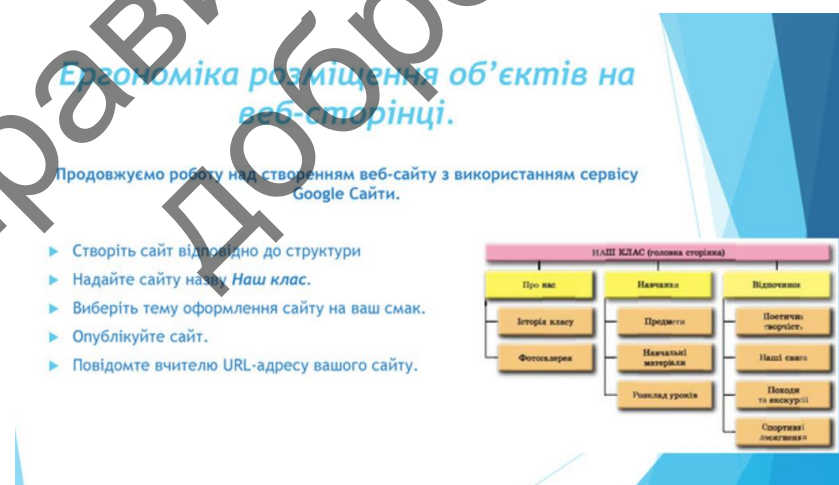 Ергономіка розміщення об’єктів на
веб-сторінці.
Продовжуємо роботу над створенням веб-сайту з використанням сервісу
Google Сайти.
Створіть сайт відповідно до структури
Надайте сайту назву Наш клас.
Виберіть тему оформлення сайту на ваш смак.
Опублікуйте сайт.
Повідомте вчителю URL-адресу вашого сайту.
НАШ КЛАС (головна сторінка)
Про нас
Історія класу
Фотогалерея
Навчання
Предмети
Навчальні
матеріали
Розклад уроків
Відпочинок
Поетична
творчість
Наші свята
Походи
та екскурсії
Спортивні
досягнення